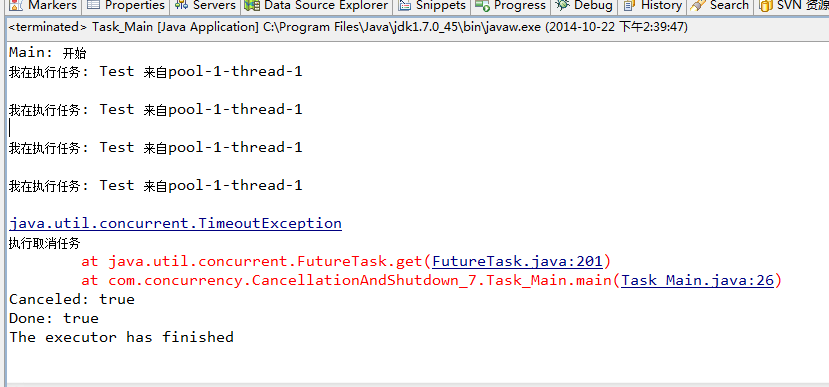 Markers Properties Servers Data Source Explorer Snippets Progress Debug History Search SVN 资源
<terminated> Task_Main [Java Application] C:\Program Files\Java\jdk1.7.0_45\bin\javaw.exe (2014-10-22 下午2:39:47)
Main: 开始
我在执行任务: Test 来自pool-1-thread-1
我在执行任务: Test 来自pool-1-thread-1
我在执行任务: Test 来自pool-1-thread-1
我在执行任务: Test 来自pool-1-thread-1
java.util.concurrent.TimeoutException
执行取消任务
at java.util.concurrent.FutureTask.get(FutureTask.java:201)
at com.concurrency.CancellationAndShutdown_7.Task_Main.main(Task_Main.java:26)
Canceled: true
Done: true
The executor has finished